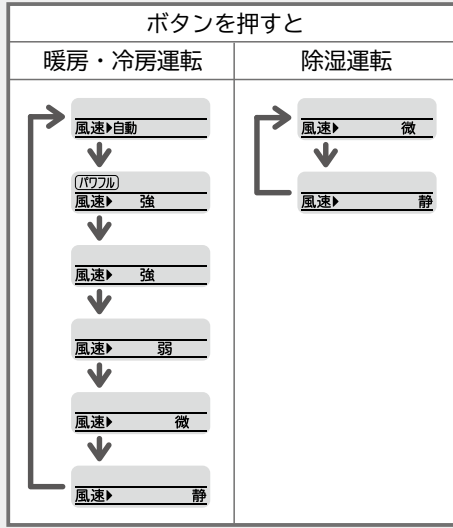 ボタンを押すと
暖房・冷房運転
除湿運転
風速▶自動
パワフル
風速▶ 強
風速▶ 強
風速▶ 弱
風速▶ 微
風速▶ 静
風速▶ 微
風速▶ 静